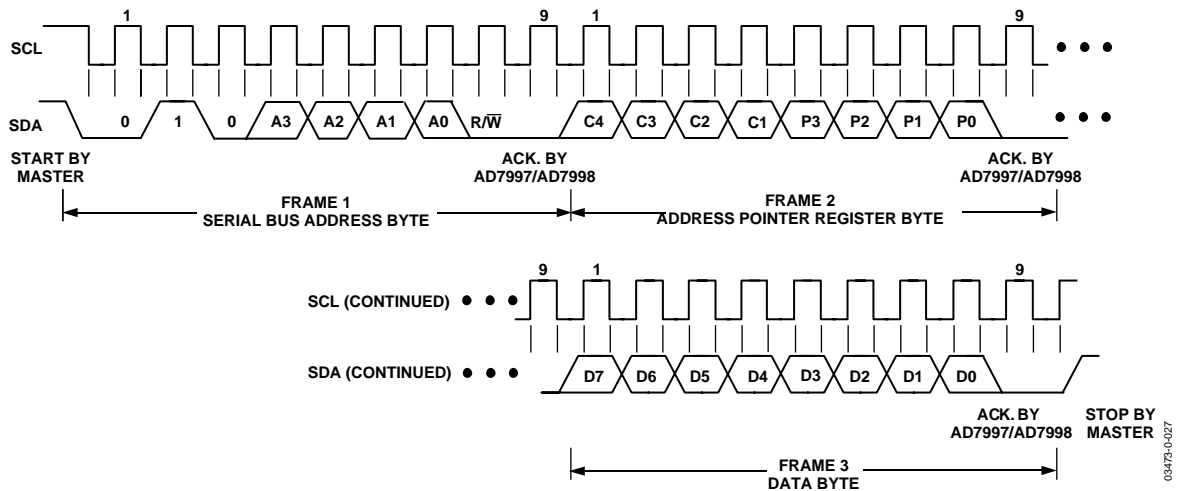 1 9 1 9
SCL
SDA 0 1 0 A3 A2 A1 A0 R/W̅ C4 C3 C2 C1 P3 P2 P1 P0
START BY
MASTER
ACK. BY
AD7997/AD7998
ACK. BY
AD7997/AD7998
FRAME 1
SERIAL BUS ADDRESS BYTE
FRAME 2
ADDRESS POINTER REGISTER BYTE
9 1 9
SCL (CONTINUED)
SDA (CONTINUED) D7 D6 D5 D4 D3 D2 D1 D0
ACK. BY
AD7997/AD7998
STOP BY
MASTER
FRAME 3
DATA BYTE
03473-0-027